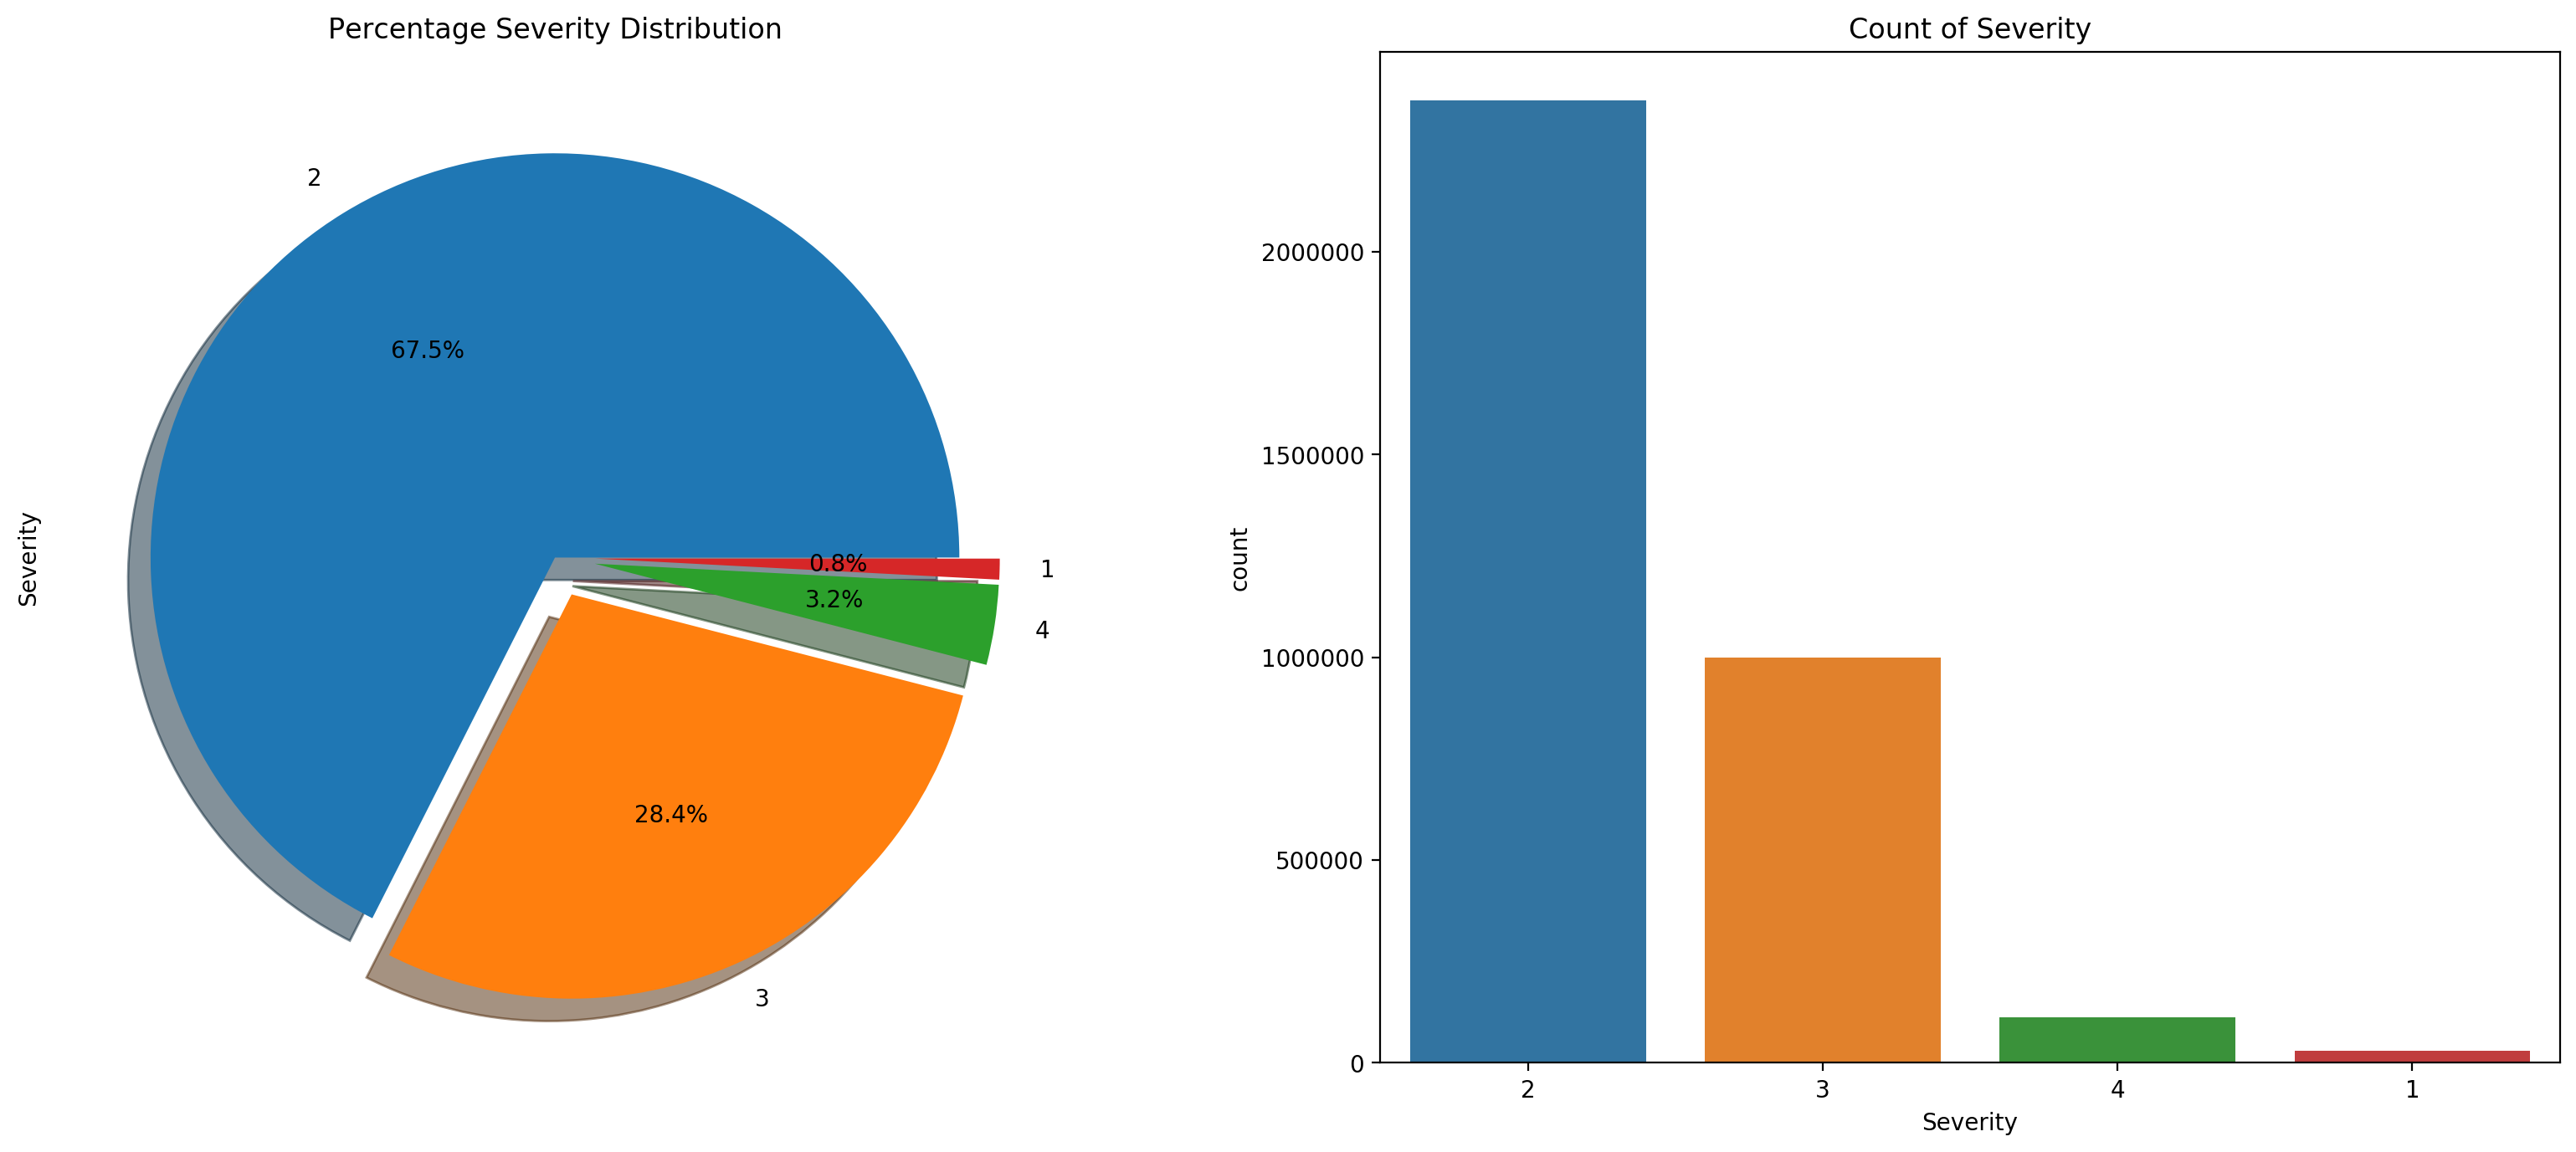 Percentage Severity Distribution
2
67.5%
Severity
0.8%
1
3.2%
4
28.4%
3
Count of Severity
2000000
1500000
count
1000000
500000
0
2 3 4 1
Severity